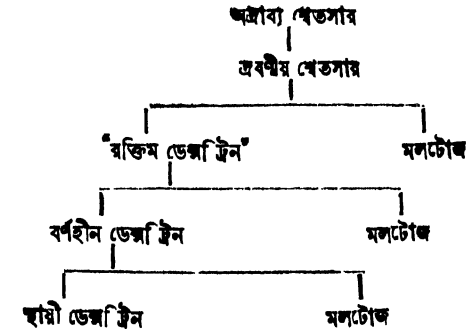 অদ্রাব্য শ্বেতসার
দ্রবণীয় শ্বেতসার
"রক্তিম ডেক্সট্রিন" মলটোজ
বর্ণহীন ডেক্সট্রিন মলটোজ
স্থায়ী ডেক্সট্রিন মলটোজ